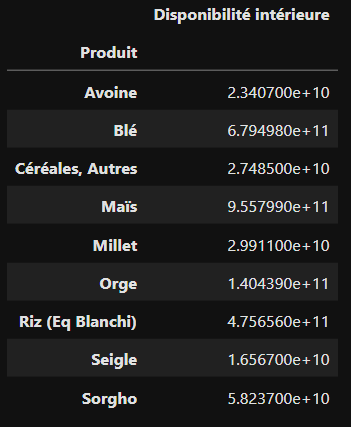 Disponibilité intérieure
Produit
Avoine 2.340700e+10
Blé 6.794980e+11
Céréales, Autres 2.748500e+10
Maïs 9.557990e+11
Millet 2.991100e+10
Orge 1.404390e+11
Riz (Eq Blanchi) 4.756560e+11
Seigle 1.656700e+10
Sorgho 5.823700e+10